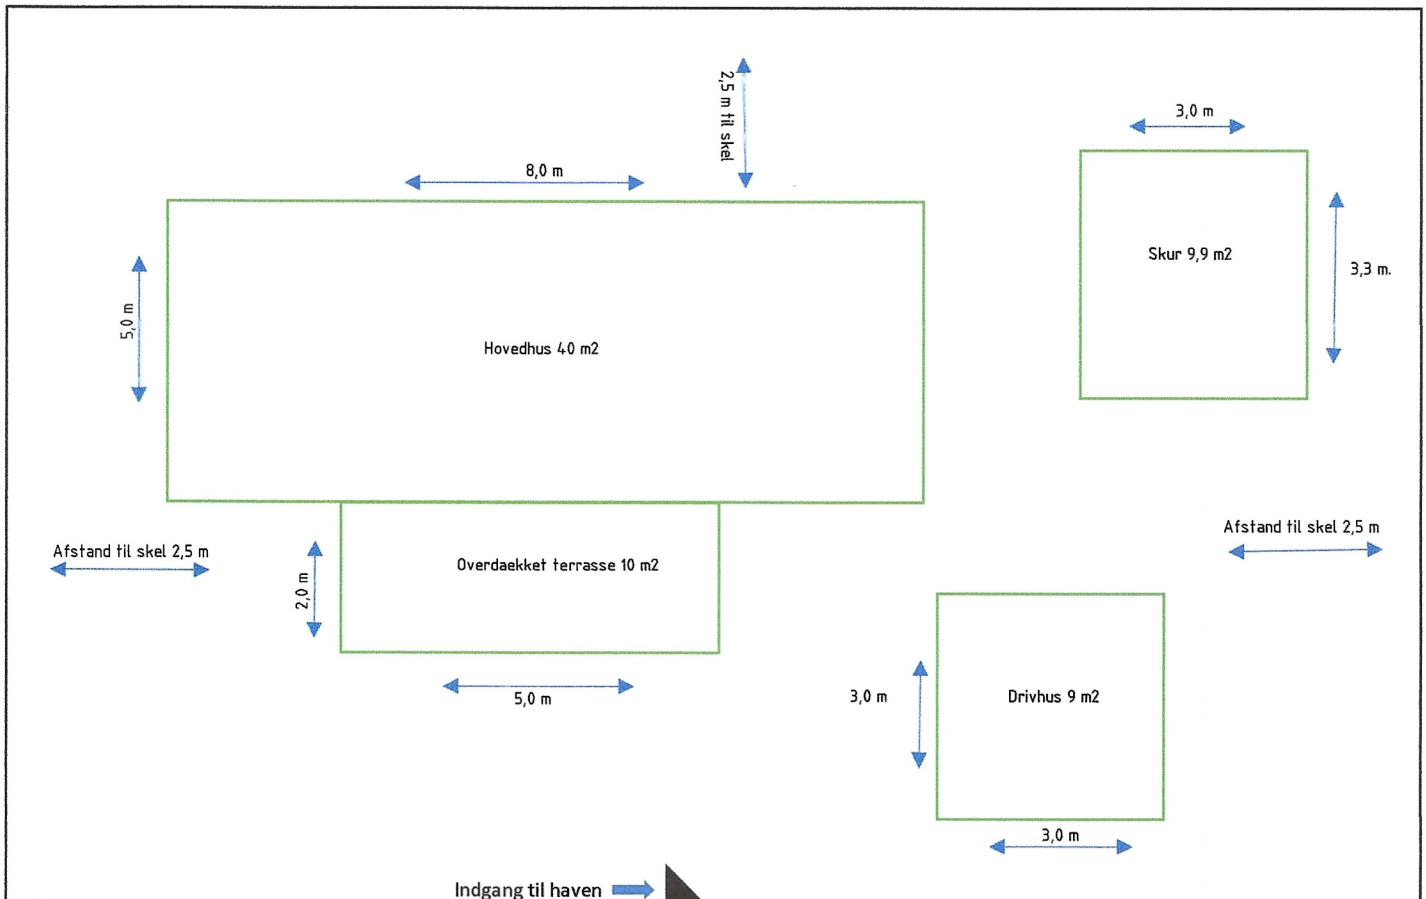 2,5 m til skel
3,0 m
8,0 m
Skur 9,9 m2
3,3 m.
5,0 m
Hovedhus 40 m2
Afstand til skel 2,5 m
Afstand til skel 2,5 m
Overdaekket terrasse 10 m2
2,0 m
5,0 m
3,0 m
Drivhus 9 m2
3,0 m
Indgang til haven